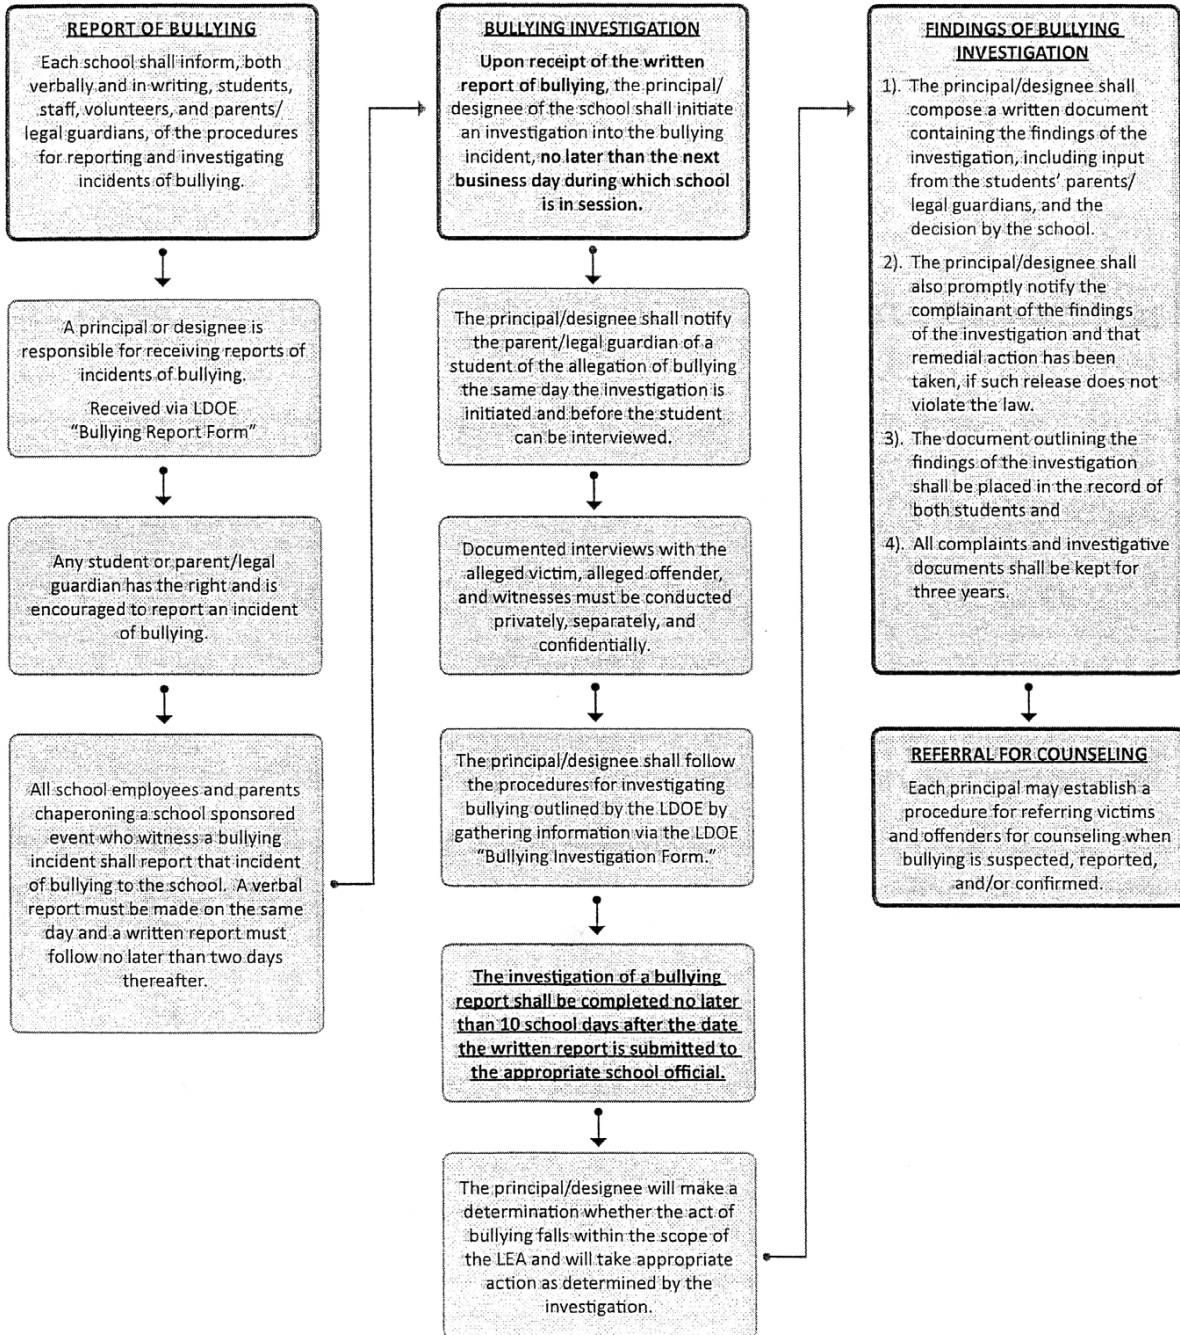 REPORT OF BULLYING
Each school shall inform, both
verbally and in writing, students,
staff, volunteers, and parents/
legal guardians, of the procedures
for reporting and investigating
incidents of bullying.
A principal or designee is
responsible for receiving reports of
incidents of bullying.
Received via LDOE
“Bullying Report Form”
Any student or parent/legal
guardian has the right and is
encouraged to report an incident
of bullying.
All school employees and parents
chaperoning a school sponsored
event who witness a bullying
incident shall report that incident
of bullying to the school. A verbal
report must be made on the same
day and a written report must
follow no later than two days
thereafter.
BULLYING INVESTIGATION
Upon receipt of the written
report of bullying, the principal/
designee of the school shall initiate
an investigation into the bullying
incident, no later than the next
business day during which school
is in session.
The principal/designee shall notify
the parent/legal guardian of a
student of the allegation of bullying
the same day the investigation is
initiated and before the student
can be interviewed.
Documented interviews with the
alleged victim, alleged offender,
and witnesses must be conducted
privately, separately, and
confidentially.
The principal/designee shall follow
the procedures for investigating
bullying outlined by the LDOE by
gathering information via the LDOE
“Bullying Investigation Form.”
The investigation of a bullying
report shall be completed no later
than 10 school days after the date
the written report is submitted to
the appropriate school official.
The principal/designee will make a
determination whether the act of
bullying falls within the scope of
the LEA and will take appropriate
action as determined by the
investigation.
FINDINGS OF BULLYING
INVESTIGATION
1). The principal/designee shall
compose a written document
containing the findings of the
investigation, including input
from the students’ parents/
legal guardians, and the
decision by the school.
2). The principal/designee shall
also promptly notify the
complainant of the findings
of the investigation and that
remedial action has been
taken, if such release does not
violate the law.
3). The document outlining the
findings of the investigation
shall be placed in the record of
both students and
4). All complaints and investigative
documents shall be kept for
three years.
REFERRAL FOR COUNSELING
Each principal may establish a
procedure for referring victims
and offenders for counseling when
bullying is suspected, reported,
and/or confirmed.